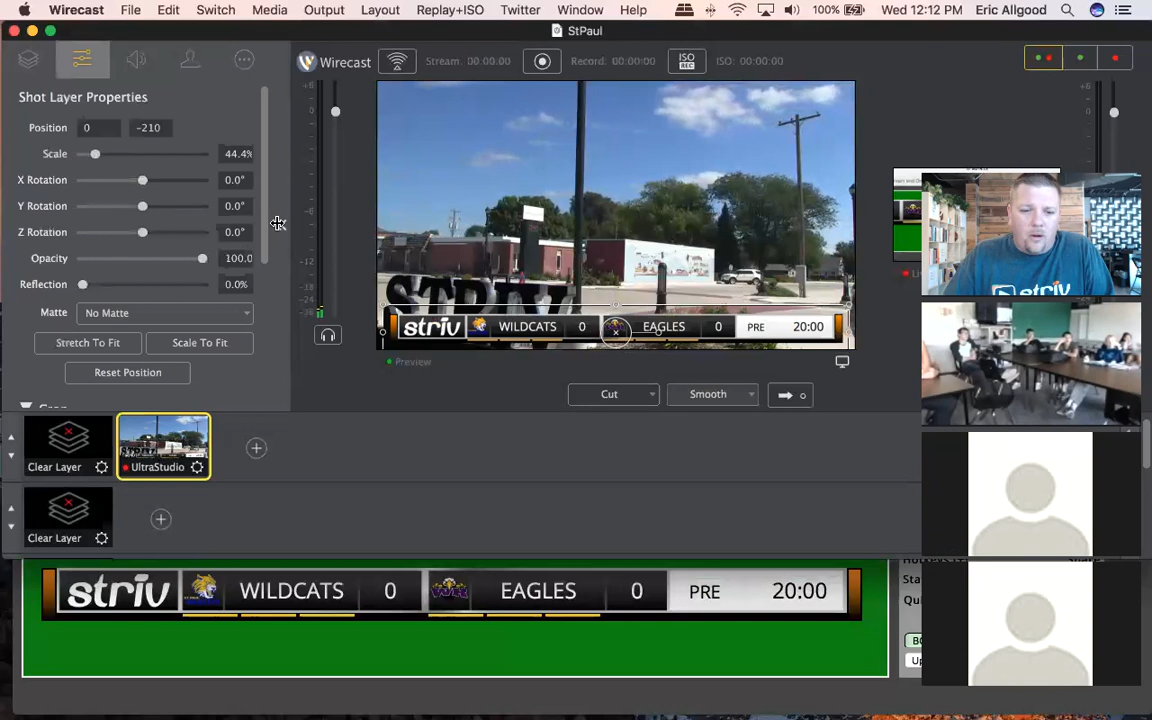 Wirecast File Edit Switch Media Output Layout Replay+ISO Twitter Window Help 100% Wed 12:12 PM Eric Allgood
StPaul
Wirecast Stream: 00:00:00 Record: 00:00:00 ISO REC ISO: 00:00:00
Shot Layer Properties
Position 0 -210
Scale 44.4%
X Rotation 0.0°
Y Rotation 0.0°
Z Rotation 0.0°
Opacity 100.0
Reflection 0.0%
Matte No Matte
Stretch To Fit Scale To Fit
Reset Position
STRIV
striv WILDCATS 0 EAGLES 0 PRE 20:00
Preview
Cut Smooth
striv
Clear Layer UltraStudio
Clear Layer
striv WILDCATS 0 EAGLES 0 PRE 20:00